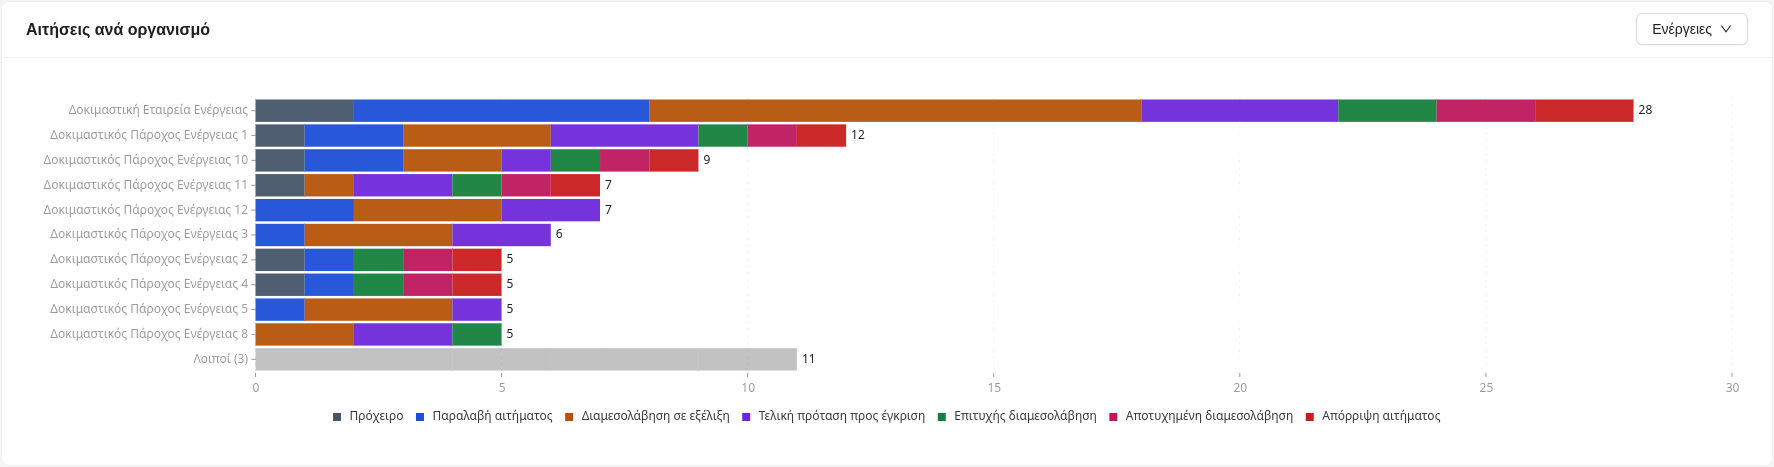 Αιτήσεις ανά οργανισμό
Ενέργειες
Δοκιμαστική Εταιρεία Ενέργειας 28
Δοκιμαστικός Πάροχος Ενέργειας 1 12
Δοκιμαστικός Πάροχος Ενέργειας 10 9
Δοκιμαστικός Πάροχος Ενέργειας 11 7
Δοκιμαστικός Πάροχος Ενέργειας 12 7
Δοκιμαστικός Πάροχος Ενέργειας 3 6
Δοκιμαστικός Πάροχος Ενέργειας 2 5
Δοκιμαστικός Πάροχος Ενέργειας 4 5
Δοκιμαστικός Πάροχος Ενέργειας 5 5
Δοκιμαστικός Πάροχος Ενέργειας 8 5
Λοιποί (3) 11
0 5 10 15 20 25 30
Πρόχειρο Παραλαβή αιτήματος Διαμεσολάβηση σε εξέλιξη Τελική πρόταση προς έγκριση Επιτυχής διαμεσολάβηση Αποτυχημένη διαμεσολάβηση Απόρριψη αιτήματος